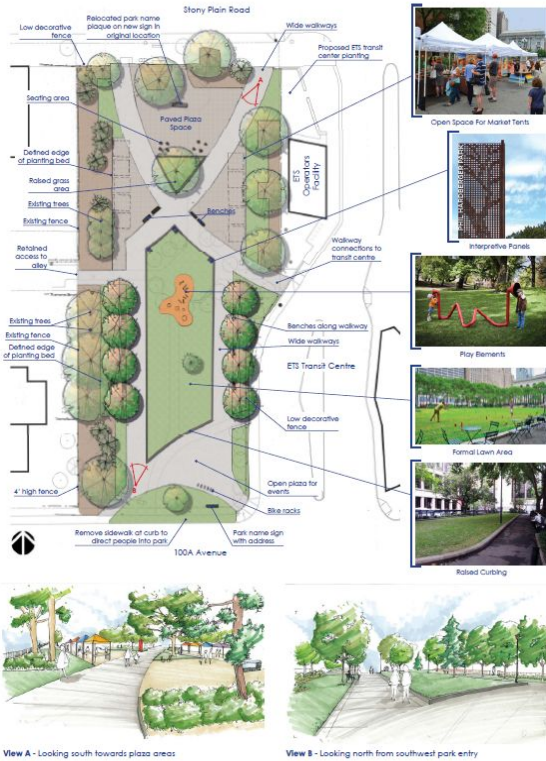 Stony Plain Road
Relocated park name
plaque on new sign in
original location
Low decorative
fence
Wide walkways
Proposed ETS transit
center planting
Open Space For Market Tents
Seating area
Paved Plaza
Space
Defined edge
of planting bed
Raised grass
area
Existing trees
Existing fence
Benches
ETS
Operators
Facility
Interpretive Panels
Retained
access to
alley
Walkway
connections to
transit centre
Play Elements
Existing trees
Existing fence
Defined edge
of planting bed
Benches along walkway
Wide walkways
ETS Transit Centre
Low decorative
fence
Formal Lawn Area
4' high fence
Open plaza for
events
Bike racks
Raised Curbing
Remove sidewalk at curb to
direct people into park
Park name sign
with address
100A Avenue
A
B
View A - Looking south towards plaza areas
View B - Looking north from southwest park entry